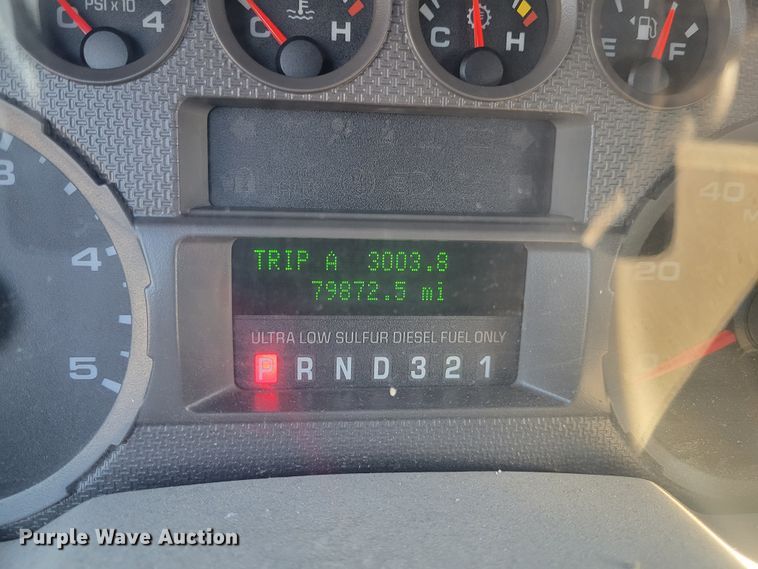 PSI x 10 4
C H
C H
E F
3
4
5
40
20
TRIP A 3003.8
79872.5 mi
ULTRA LOW SULFUR DIESEL FUEL ONLY
P R N D 3 2 1
Purple Wave Auction